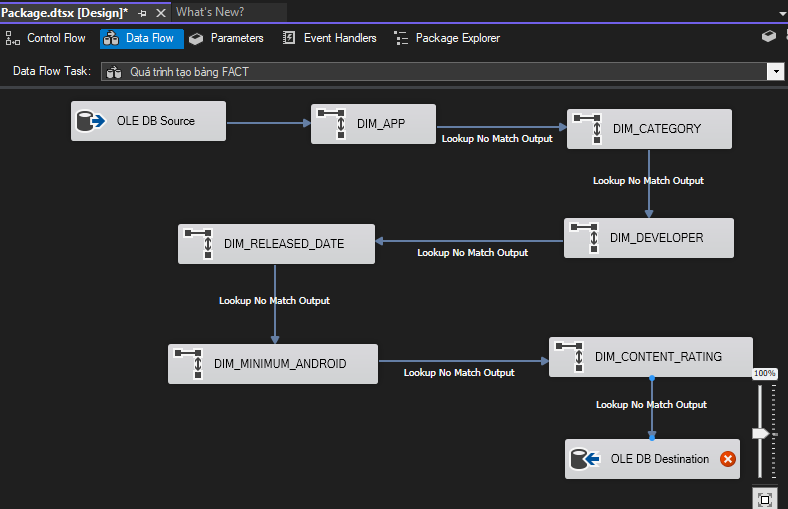 Package.dtsx [Design]*
What's New?
Control Flow
Data Flow
Parameters
Event Handlers
Package Explorer
Data Flow Task:
Quá trình tạo bảng FACT
OLE DB Source
DIM_APP
Lookup No Match Output
DIM_CATEGORY
Lookup No Match Output
DIM_DEVELOPER
Lookup No Match Output
DIM_RELEASED_DATE
Lookup No Match Output
DIM_MINIMUM_ANDROID
Lookup No Match Output
DIM_CONTENT_RATING
100%
Lookup No Match Output
OLE DB Destination